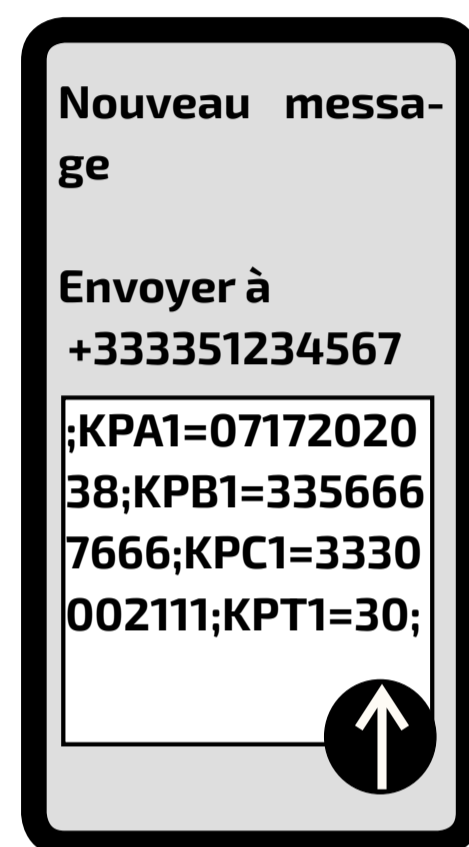 Nouveau messa-
ge
Envoyer à
+333351234567
;KPA1=07172020
38;KPB1=335666
7666;KPC1=3330
002111;KPT1=30;